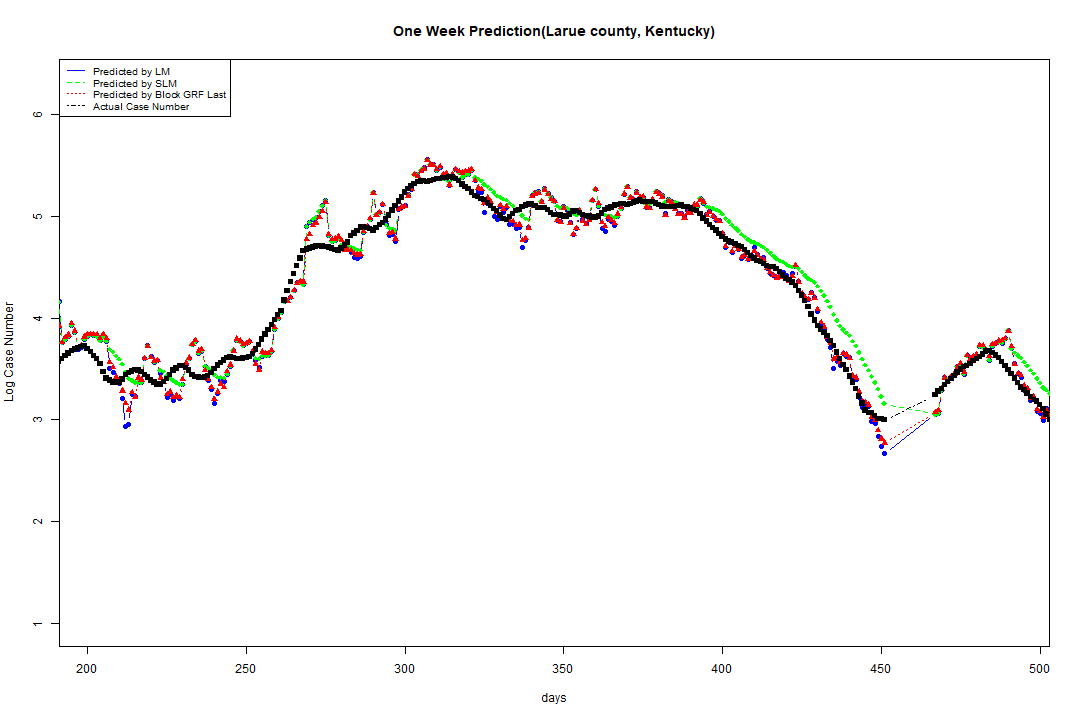 One Week Prediction(Larue county, Kentucky)
Predicted by LM
Predicted by SLM
Predicted by Block GRF Last
Actual Case Number
Log Case Number
6
5
4
3
2
1
200 250 300 350 400 450 500
days